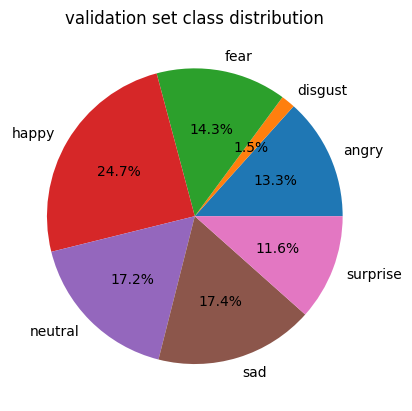 validation set class distribution
fear
disgust
happy
angry
14.3%
1.5%
24.7%
13.3%
11.6%
17.2%
surprise
17.4%
neutral
sad